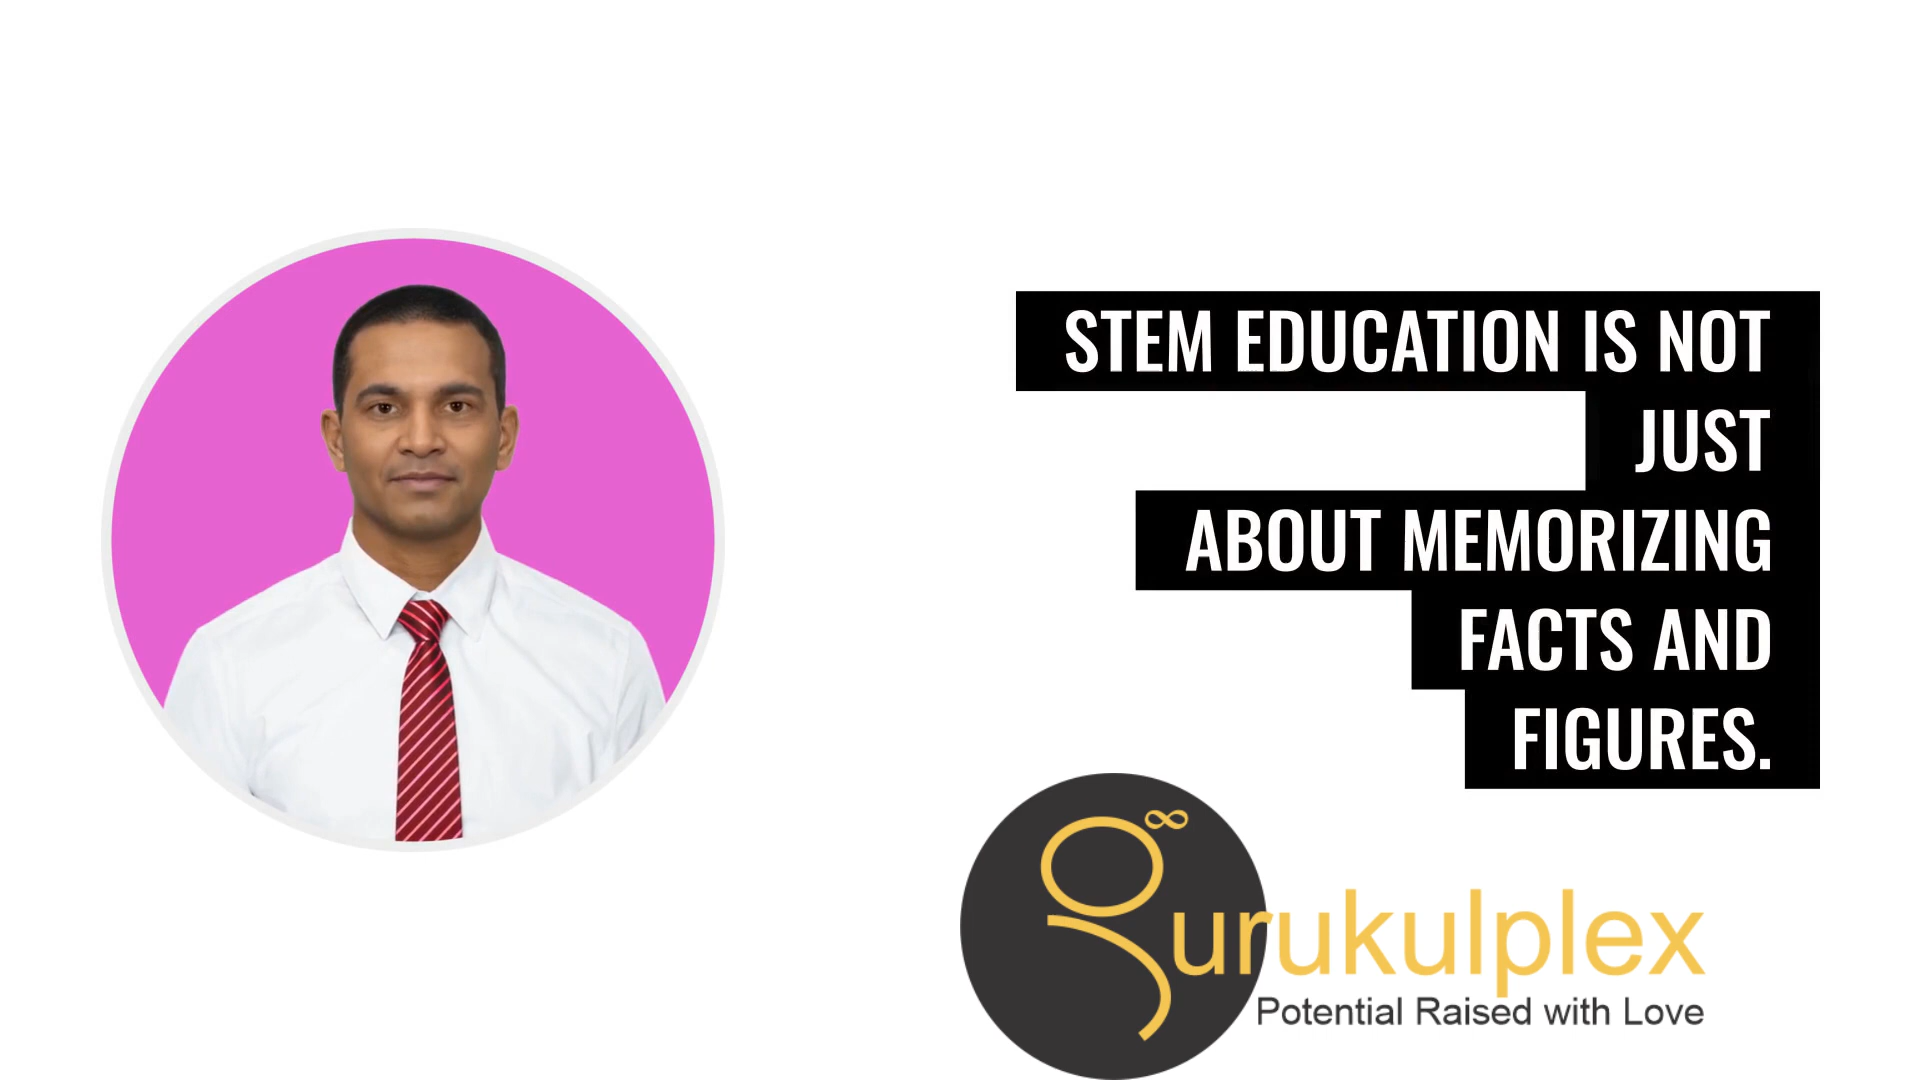 STEM EDUCATION IS NOT
JUST
ABOUT MEMORIZING
FACTS AND
FIGURES.
gurukulplex
Potential Raised with Love